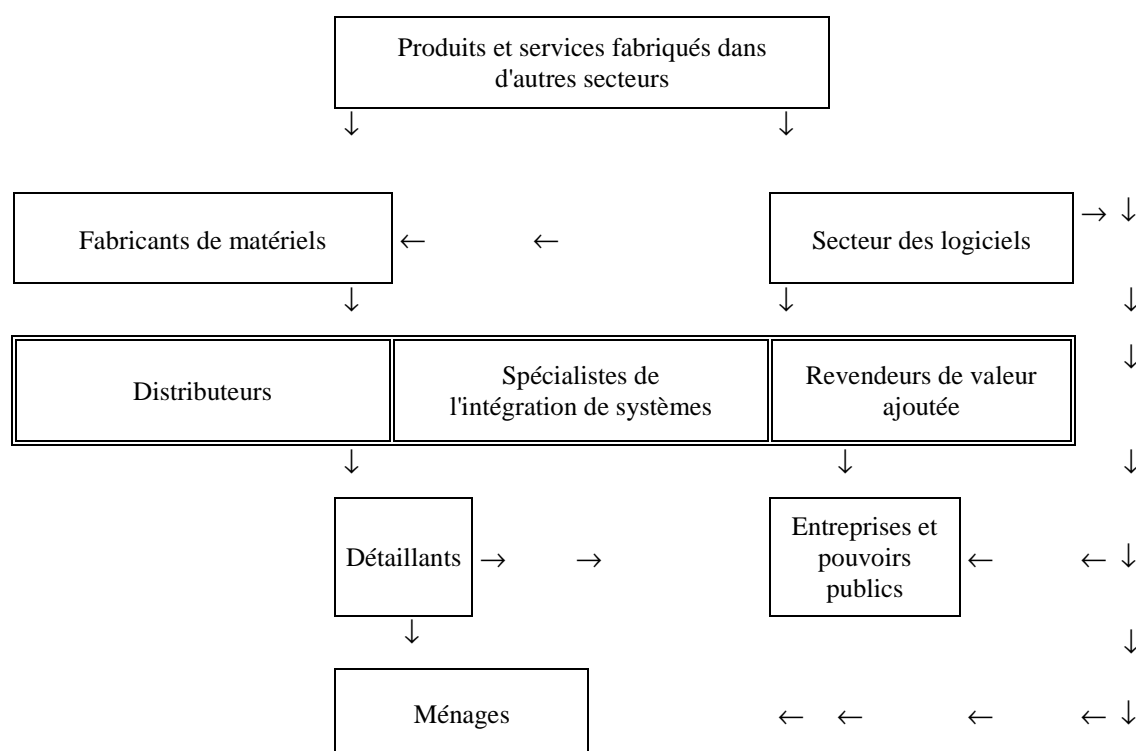 Produits et services fabriqués dans
d'autres secteurs
↓ ↓
Fabricants de matériels ← ← Secteur des logiciels → ↓
↓ ↓ ↓
↓
Distributeurs
Spécialistes de
l'intégration de systèmes
Revendeurs de valeur
ajoutée
↓ ↓ ↓
Détaillants → →
Entreprises et
pouvoirs
publics
← ← ↓
↓ ↓
Ménages ← ← ← ← ↓